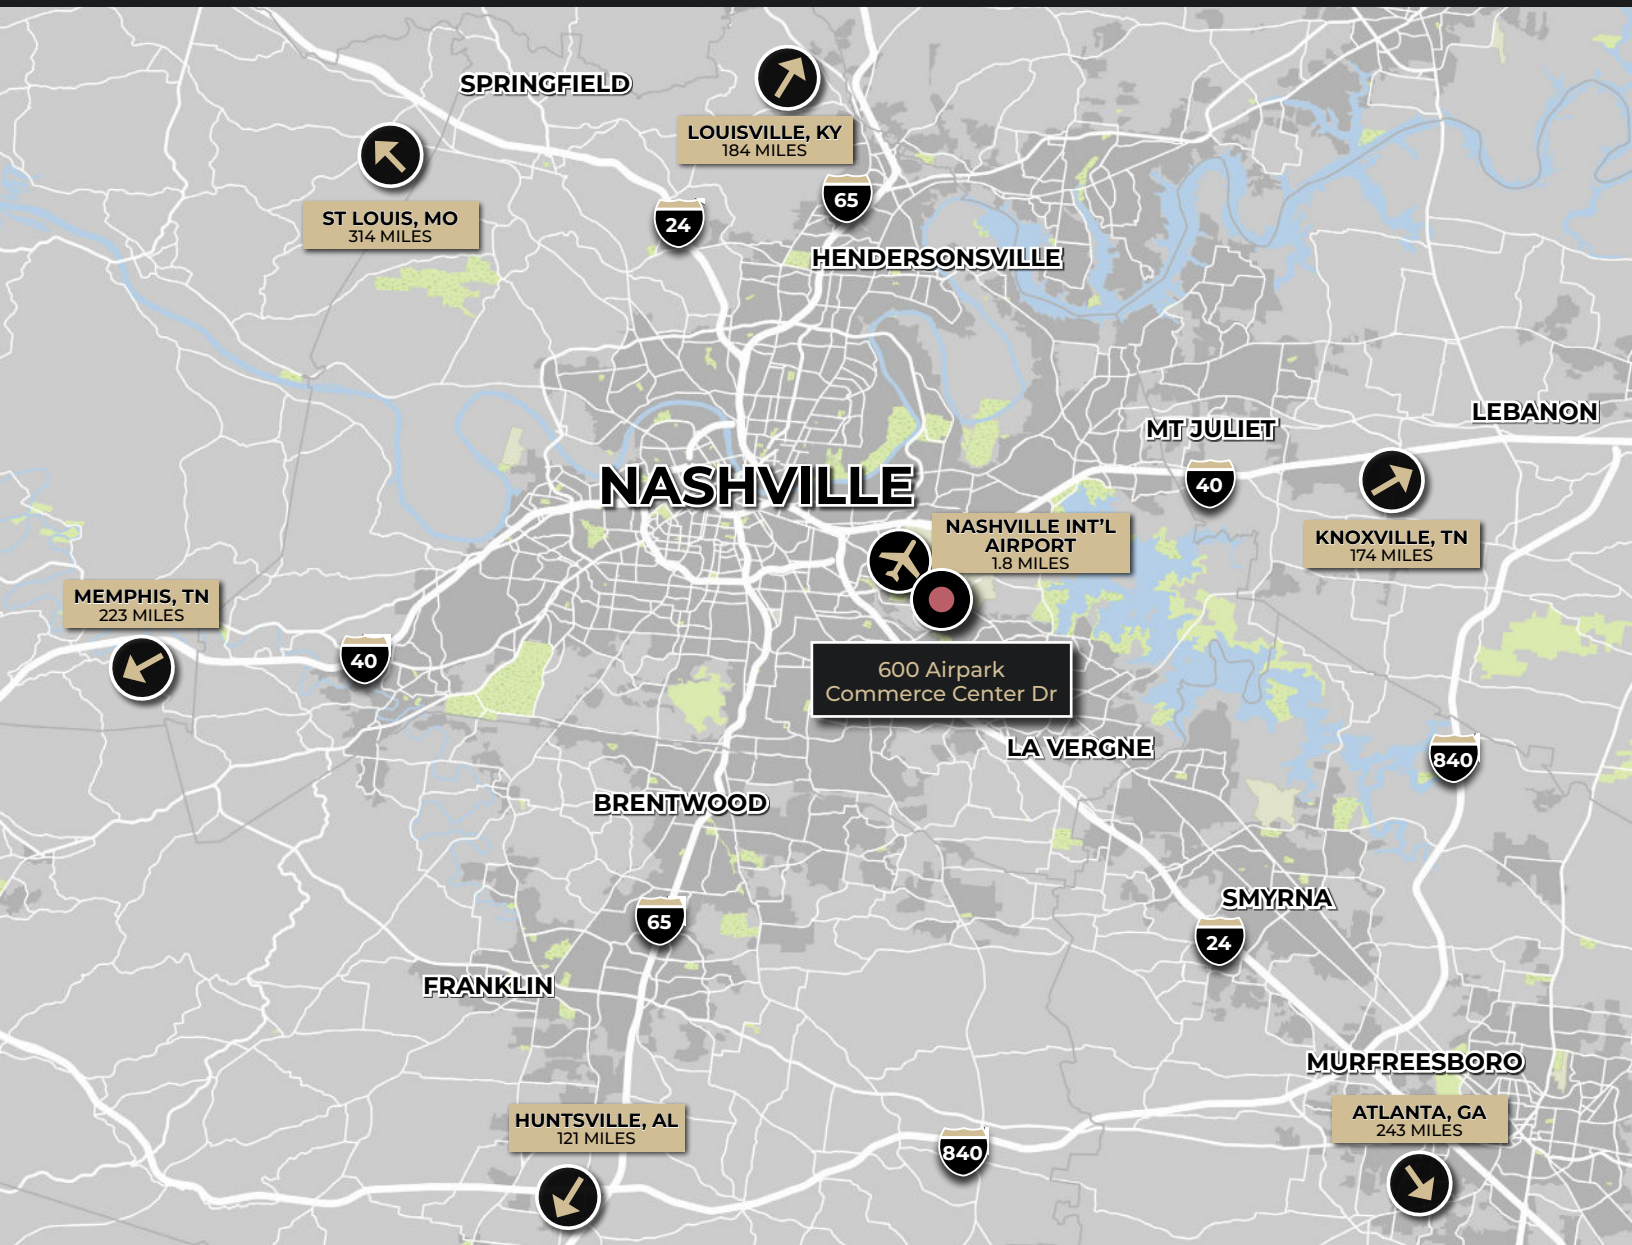 SPRINGFIELD
LOUISVILLE, KY
184 MILES
ST LOUIS, MO
314 MILES
65
24
HENDERSONSVILLE
LEBANON
MT JULIET
NASHVILLE
40
NASHVILLE INT'L
AIRPORT
1.8 MILES
KNOXVILLE, TN
174 MILES
MEMPHIS, TN
223 MILES
40
600 Airpark
Commerce Center Dr
LA VERGNE
840
BRENTWOOD
SMYRNA
65
24
FRANKLIN
MURFREESBORO
HUNTSVILLE, AL
121 MILES
ATLANTA, GA
243 MILES
840